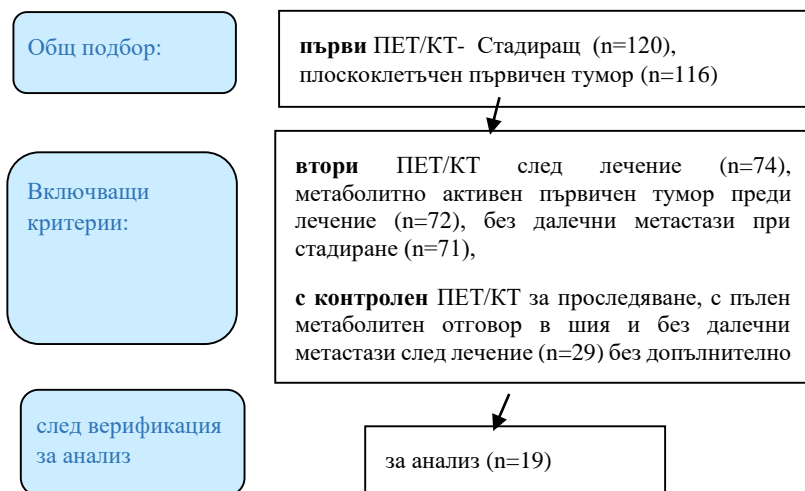 Общ подбор:
първи ПЕТ/КТ- Стадиращ (n=120),
плоскоклетъчен първичен тумор (n=116)
Включващи
критерии:
втори ПЕТ/КТ след лечение (n=74),
метаболитно активен първичен тумор преди
лечение (n=72), без далечни метастази при
стадиране (n=71),
с контролен ПЕТ/КТ за проследяване, с пълен
метаболитен отговор в шия и без далечни
метастази след лечение (n=29) без допълнително
след верификация
за анализ
за анализ (n=19)